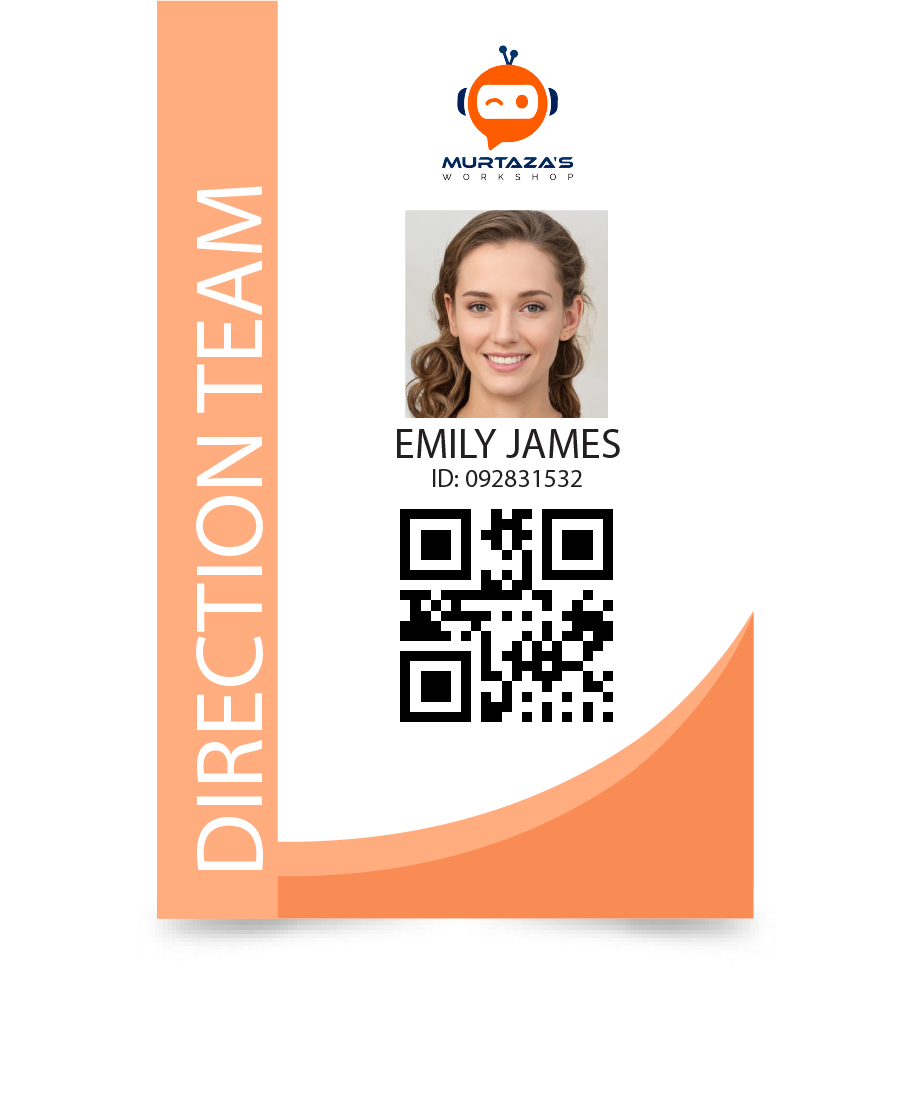 MURTAZA'S
WORKSHOP
DIRECTION TEAM
EMILY JAMES
ID: 092831532